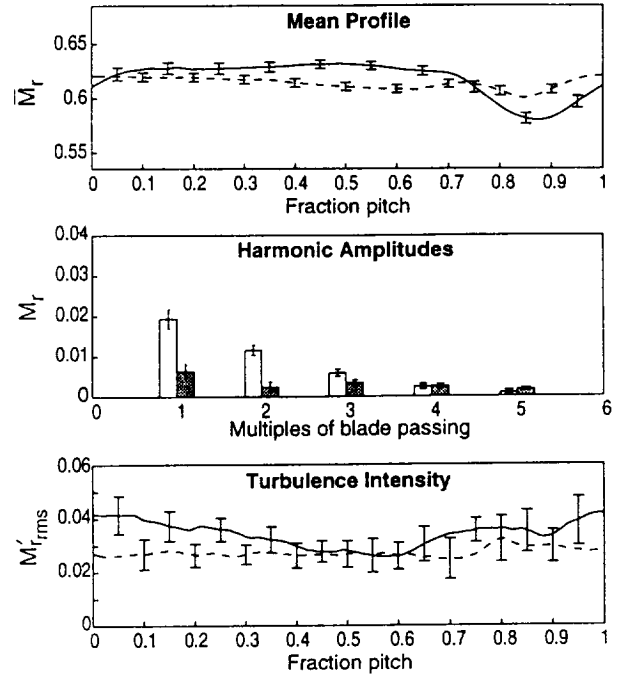 Mean Profile
0.65
0.6
0.55
M̅r
0 0.1 0.2 0.3 0.4 0.5 0.6 0.7 0.8 0.9 1
Fraction pitch
Harmonic Amplitudes
0.04
0.03
0.02
0.01
0
Mr
0 1 2 3 4 5 6
Multiples of blade passing
Turbulence Intensity
0.06
0.04
0.02
0
M′rrms
0 0.1 0.2 0.3 0.4 0.5 0.6 0.7 0.8 0.9 1
Fraction pitch